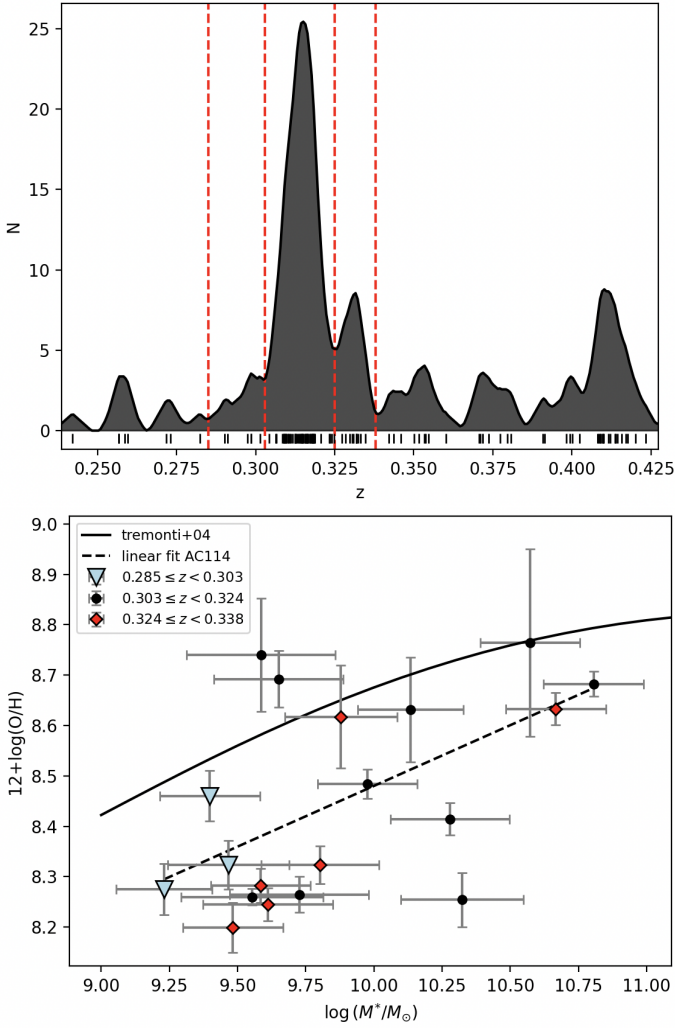 25
20
15
10
5
0
N
0.250 0.275 0.300 0.325 0.350 0.375 0.400 0.425
z
9.0
8.9
8.8
8.7
8.6
8.5
8.4
8.3
8.2
12+log(O/H)
tremonti+04
linear fit AC114
0.285 ≤ z < 0.303
0.303 ≤ z < 0.324
0.324 ≤ z < 0.338
9.00 9.25 9.50 9.75 10.00 10.25 10.50 10.75 11.00
log (M*/M⊙)